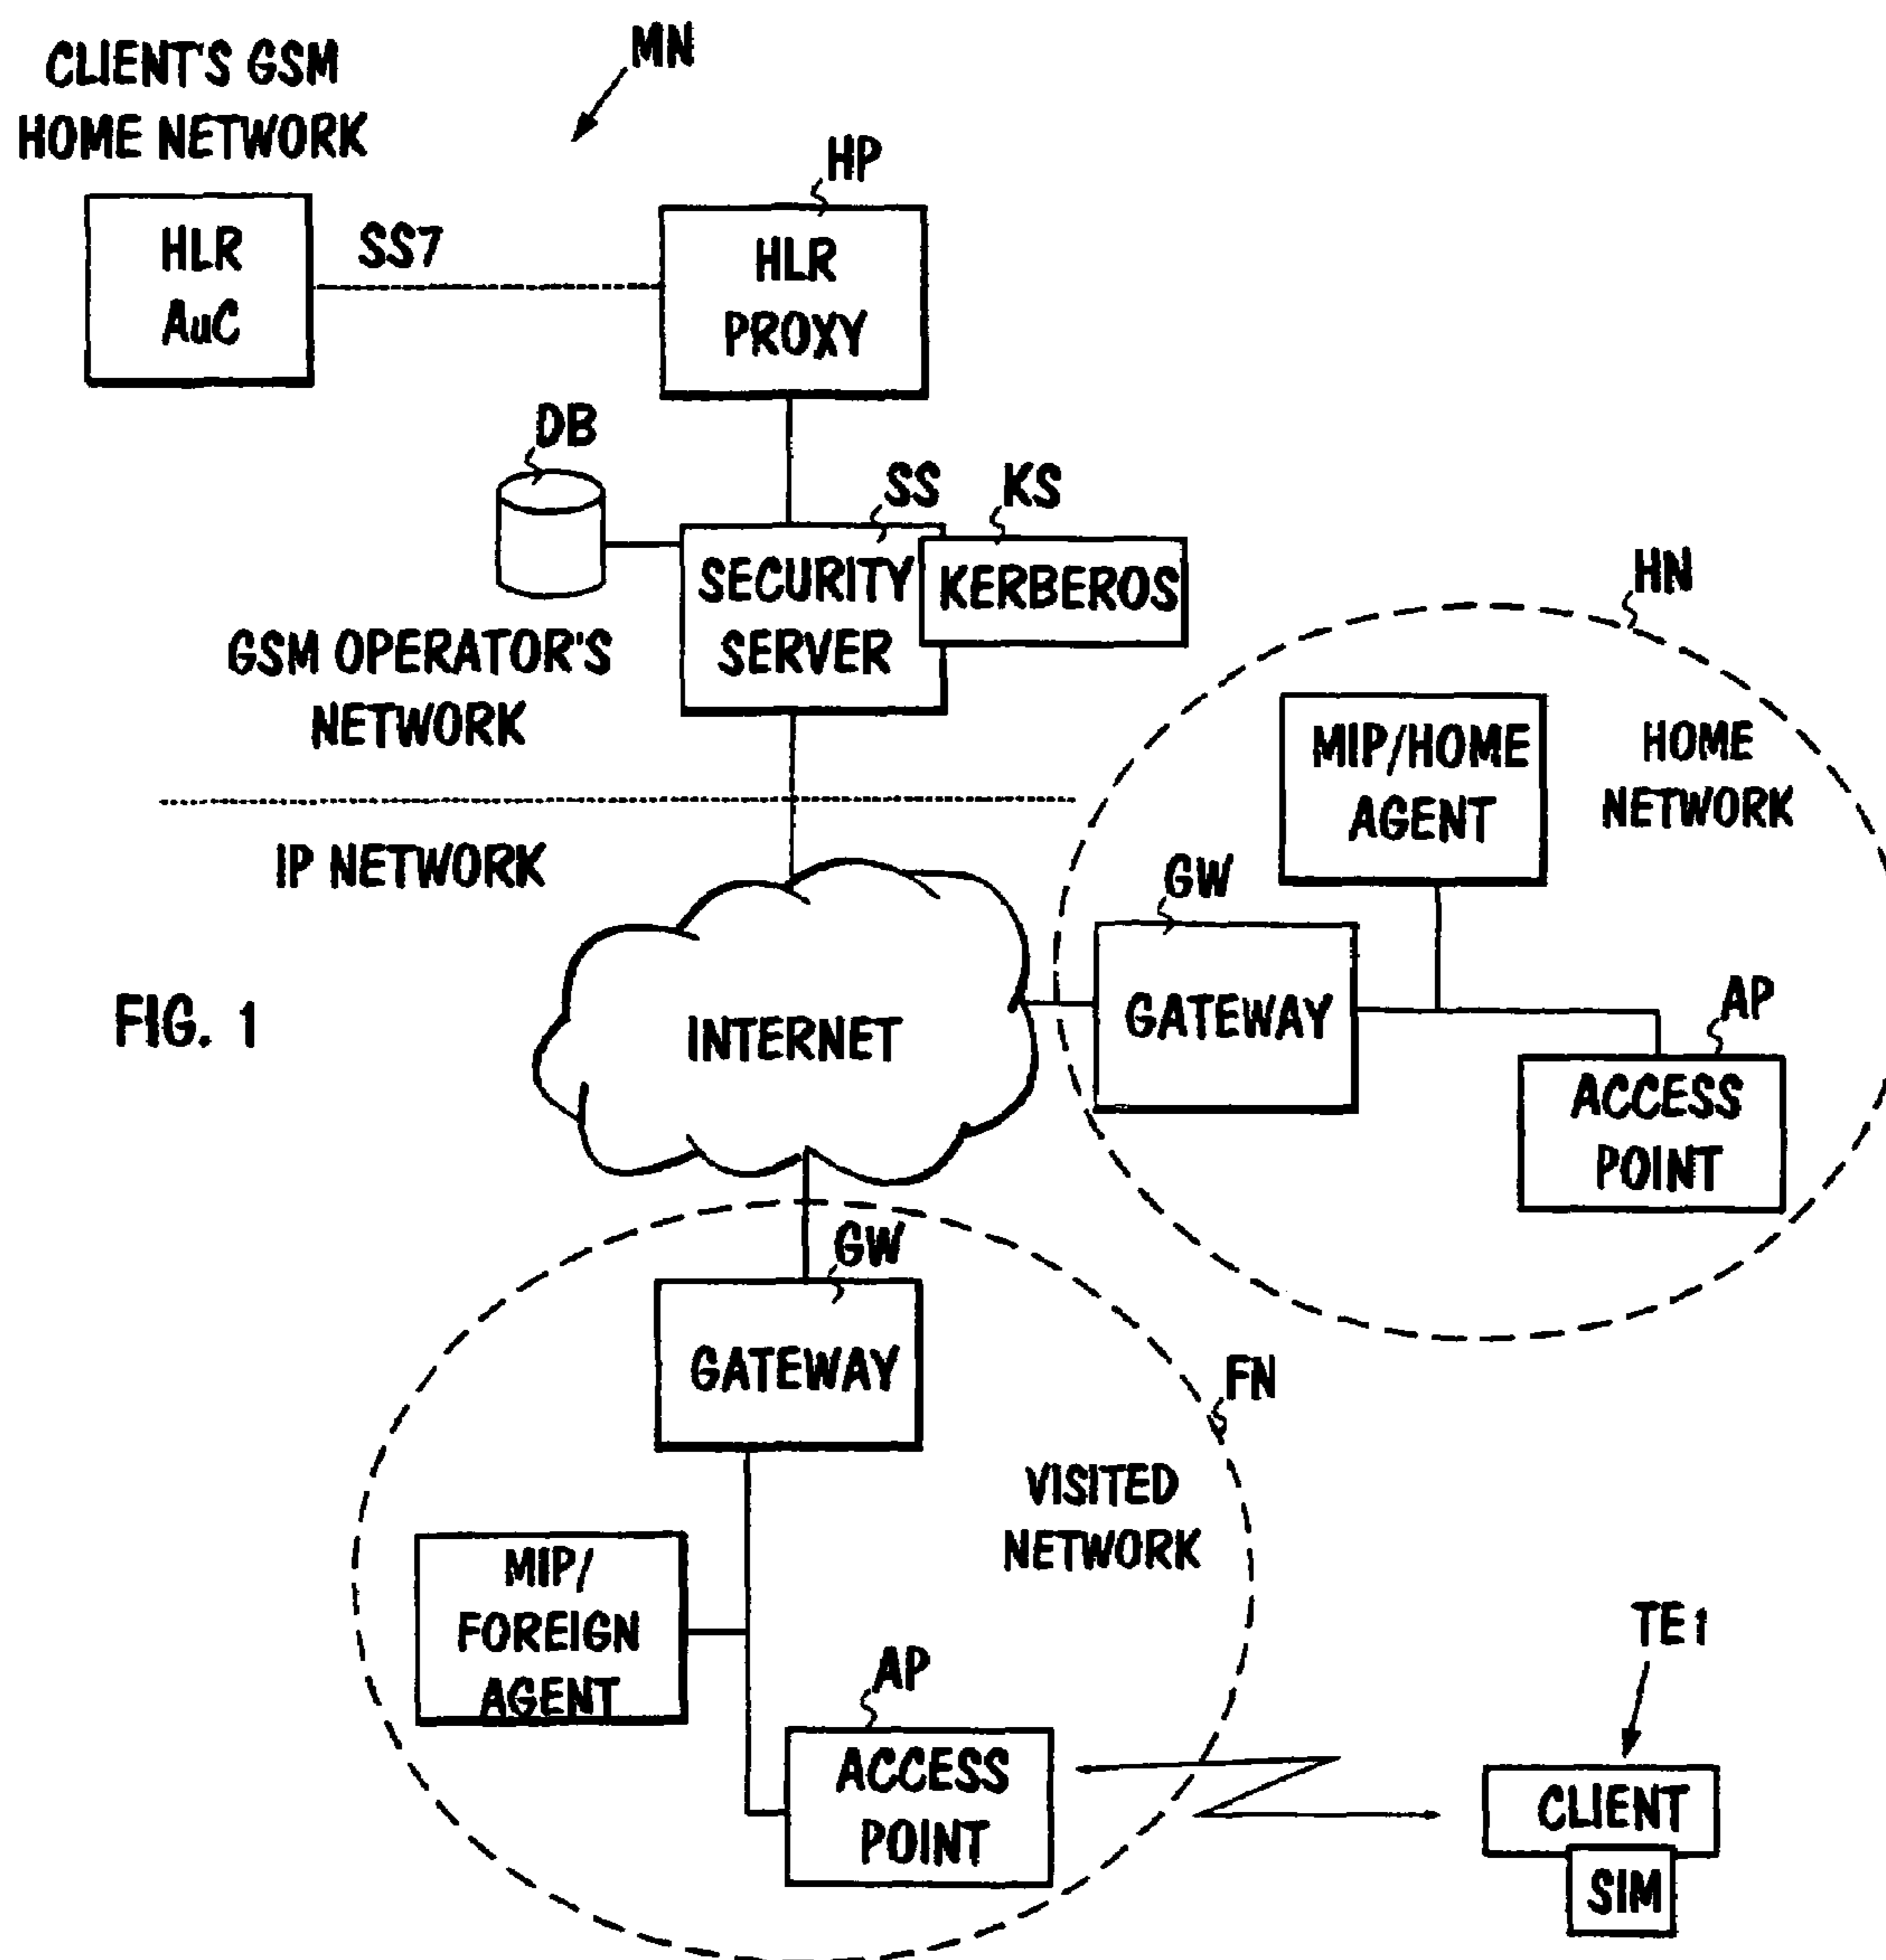 CLIENT'S GSM
HOME NETWORK
MN
HP
HLR
AuC
SS7
HLR
PROXY
DB
SS
KS
SECURITY
SERVER
KERBEROS
GSM OPERATOR'S
NETWORK
IP NETWORK
HN
MIP/HOME
AGENT
HOME
NETWORK
GW
GATEWAY
AP
ACCESS
POINT
FIG. 1
INTERNET
GW
GATEWAY
FN
VISITED
NETWORK
MIP/
FOREIGN
AGENT
AP
ACCESS
POINT
TE1
CLIENT
SIM